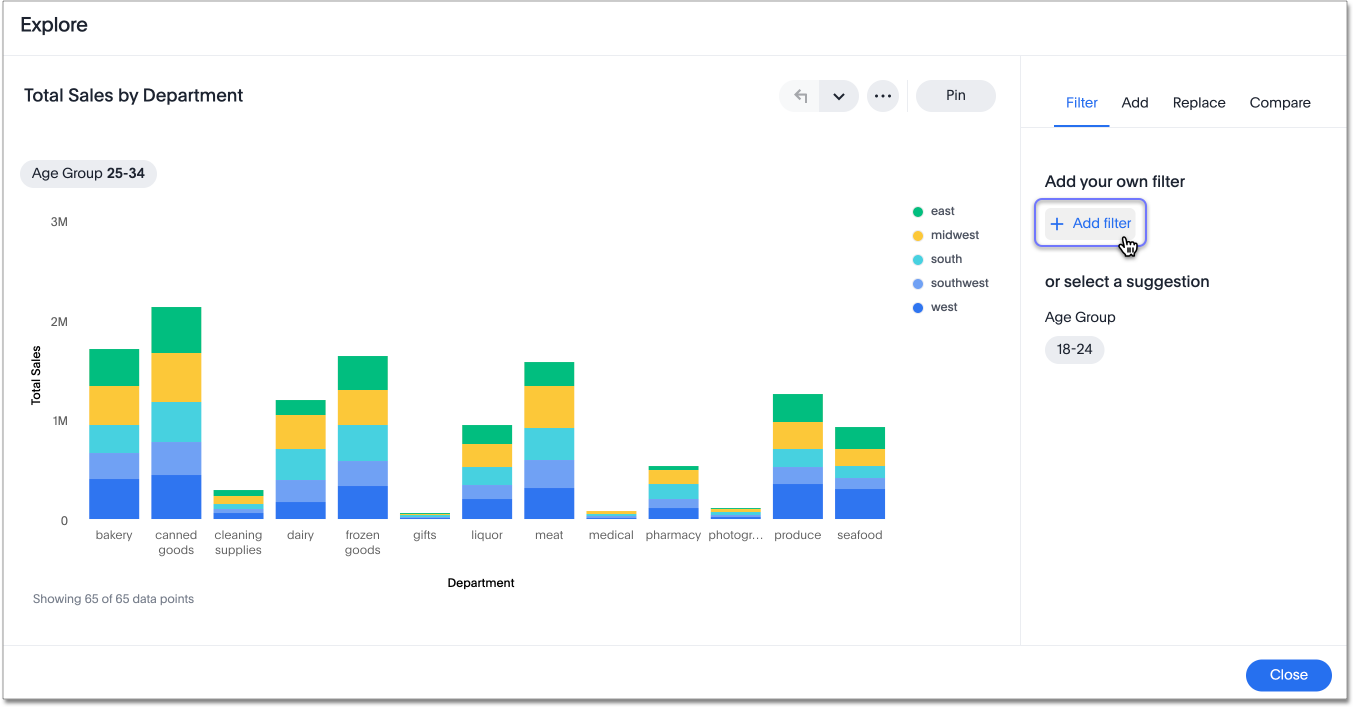 Explore
Total Sales by Department
Pin
Filter Add Replace Compare
Age Group 25-34
Add your own filter
+ Add filter
or select a suggestion
Age Group
18-24
east
midwest
south
southwest
west
3M
2M
1M
0
Total Sales
bakery
canned
goods
cleaning
supplies
dairy
frozen
goods
gifts
liquor
meat
medical
pharmacy
photogr...
produce
seafood
Department
Showing 65 of 65 data points
Close